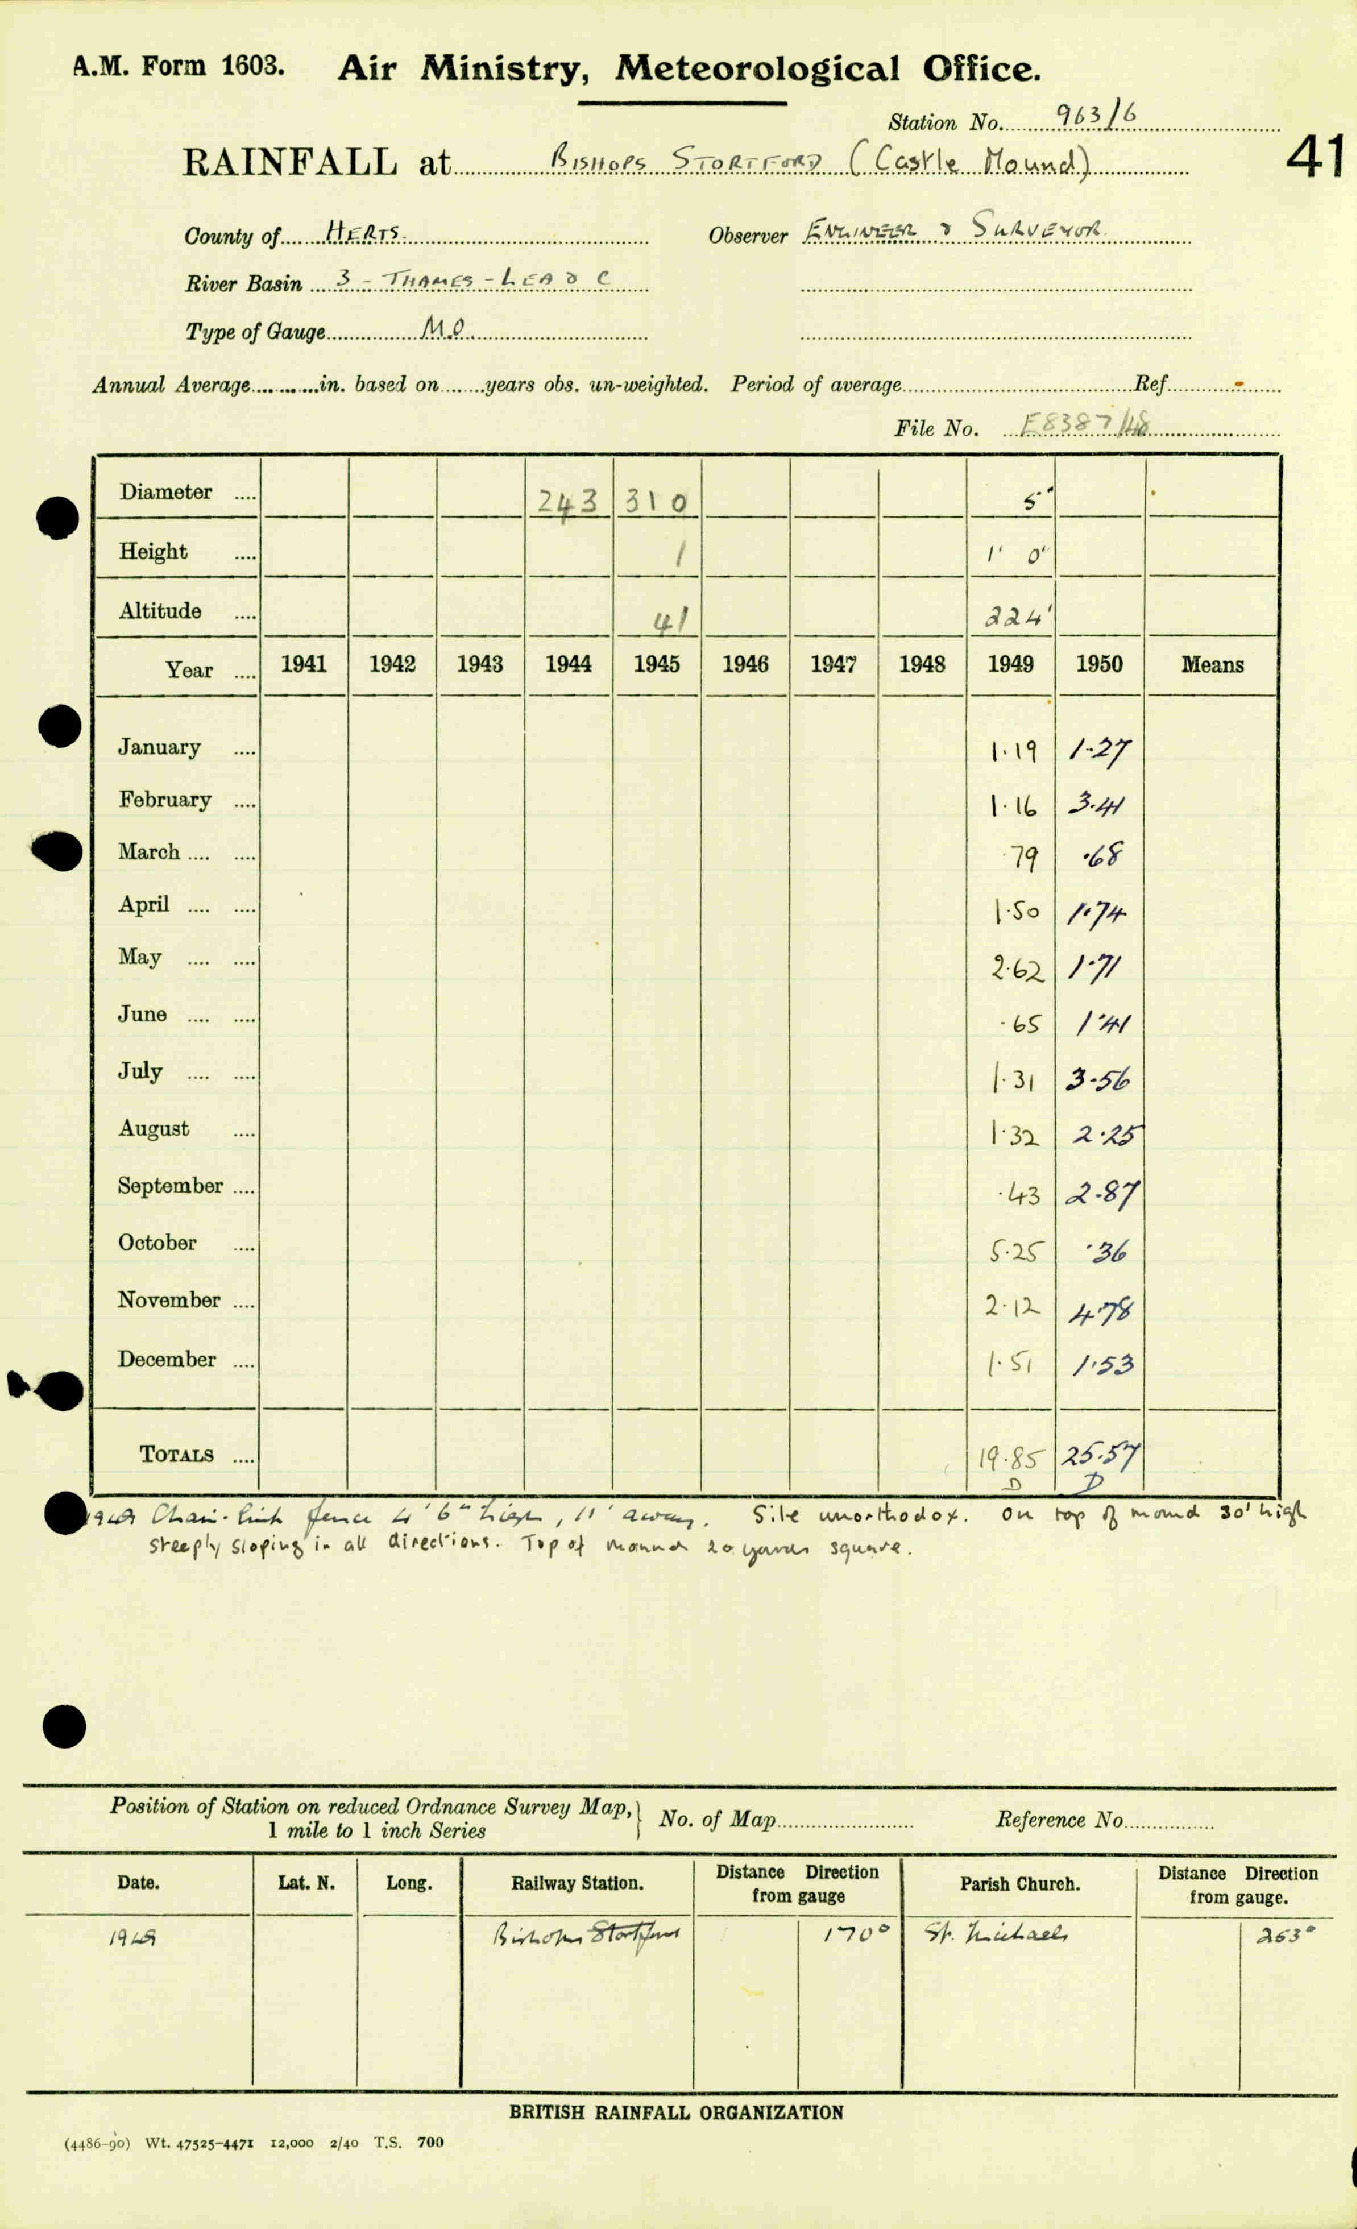 A.M. Form 1603. Air Ministry, Meteorological Office.
Station No. 963/6
41
RAINFALL at BISHOPS STORTFORD (Castle Mound)
County of HERTS. Observer ENGINEER & SURVEYOR.
River Basin 3 - THAMES - LEA & C
Type of Gauge M.O.
Annual Average in. based on years obs. un-weighted. Period of average Ref.
File No. E8387/48
Diameter .... 243 310 5"
Height .... 1 1' 0"
Altitude .... 41 224'
Year .... 1941 1942 1943 1944 1945 1946 1947 1948 1949 1950 Means
January .... 1.19 1.27
February .... 1.16 3.41
March .... .... .79 .68
April .... .... 1.50 1.74
May .... .... 2.62 1.71
June .... .... .65 1.41
July .... .... 1.31 3.56
August .... 1.32 2.25
September .... .43 2.87
October .... 5.25 .36
November .... 2.12 4.78
December .... 1.51 1.53
TOTALS .... 19.85 25.57
D D
Chain-link fence 4' 6" high, 11' away. Site unorthodox. On top of mound 30' high
steeply sloping in all directions. Top of mound 20 yards square.
Position of Station on reduced Ordnance Survey Map, } No. of Map Reference No.
1 mile to 1 inch Series
Date. Lat. N. Long. Railway Station. Distance Direction from gauge Parish Church. Distance Direction from gauge.
Bishops Stortford 170° St. Michaels 253°
BRITISH RAINFALL ORGANIZATION
(4486-90) Wt. 47525-4471 12,000 2/40 T.S. 700